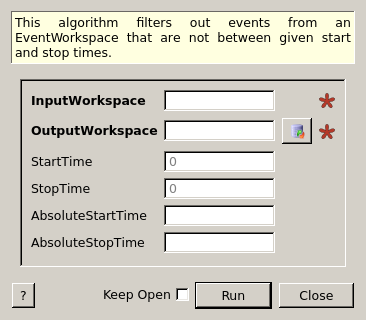 This algorithm filters out events from an
EventWorkspace that are not between given start
and stop times.
InputWorkspace
OutputWorkspace
StartTime 0
StopTime 0
AbsoluteStartTime
AbsoluteStopTime
? Keep Open Run Close